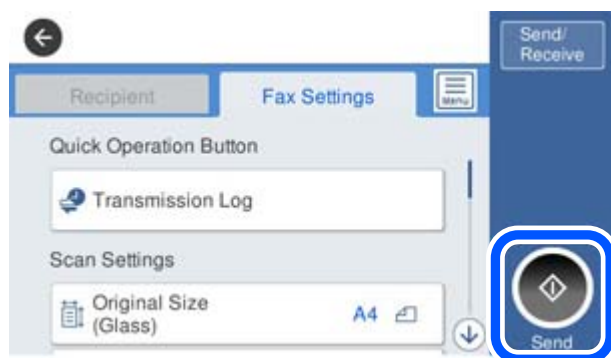 Send/
Receive
Recipient
Fax Settings
Menu
Quick Operation Button
Transmission Log
Scan Settings
Original Size
(Glass)
A4
Send